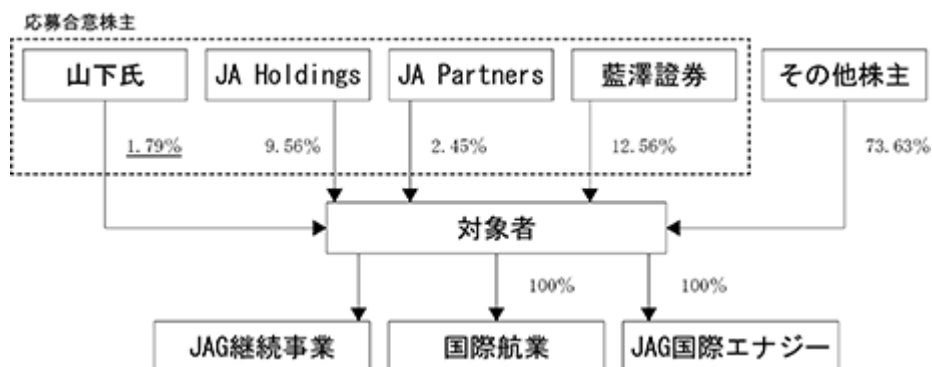 応募合意株主
山下氏 JA Holdings JA Partners 藍澤證券 その他株主
1.79% 9.56% 2.45% 12.56% 73.63%
対象者
100% 100%
JAG継続事業 国際航業 JAG国際エナジー